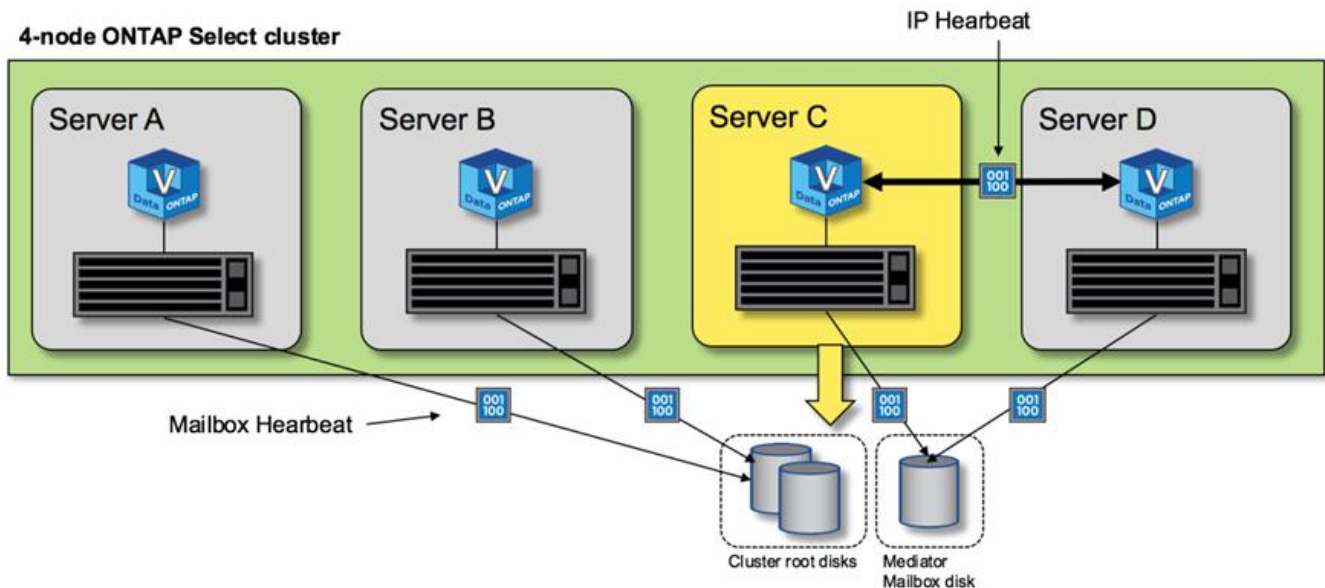 IP Hearbeat
4-node ONTAP Select cluster
Server A
Server B
Server C
Server D
V
Data ONTAP
V
Data ONTAP
V
Data ONTAP
V
Data ONTAP
001
100
001
100
001
100
001
100
001
100
Mailbox Hearbeat
Cluster root disks
Mediator
Mailbox disk